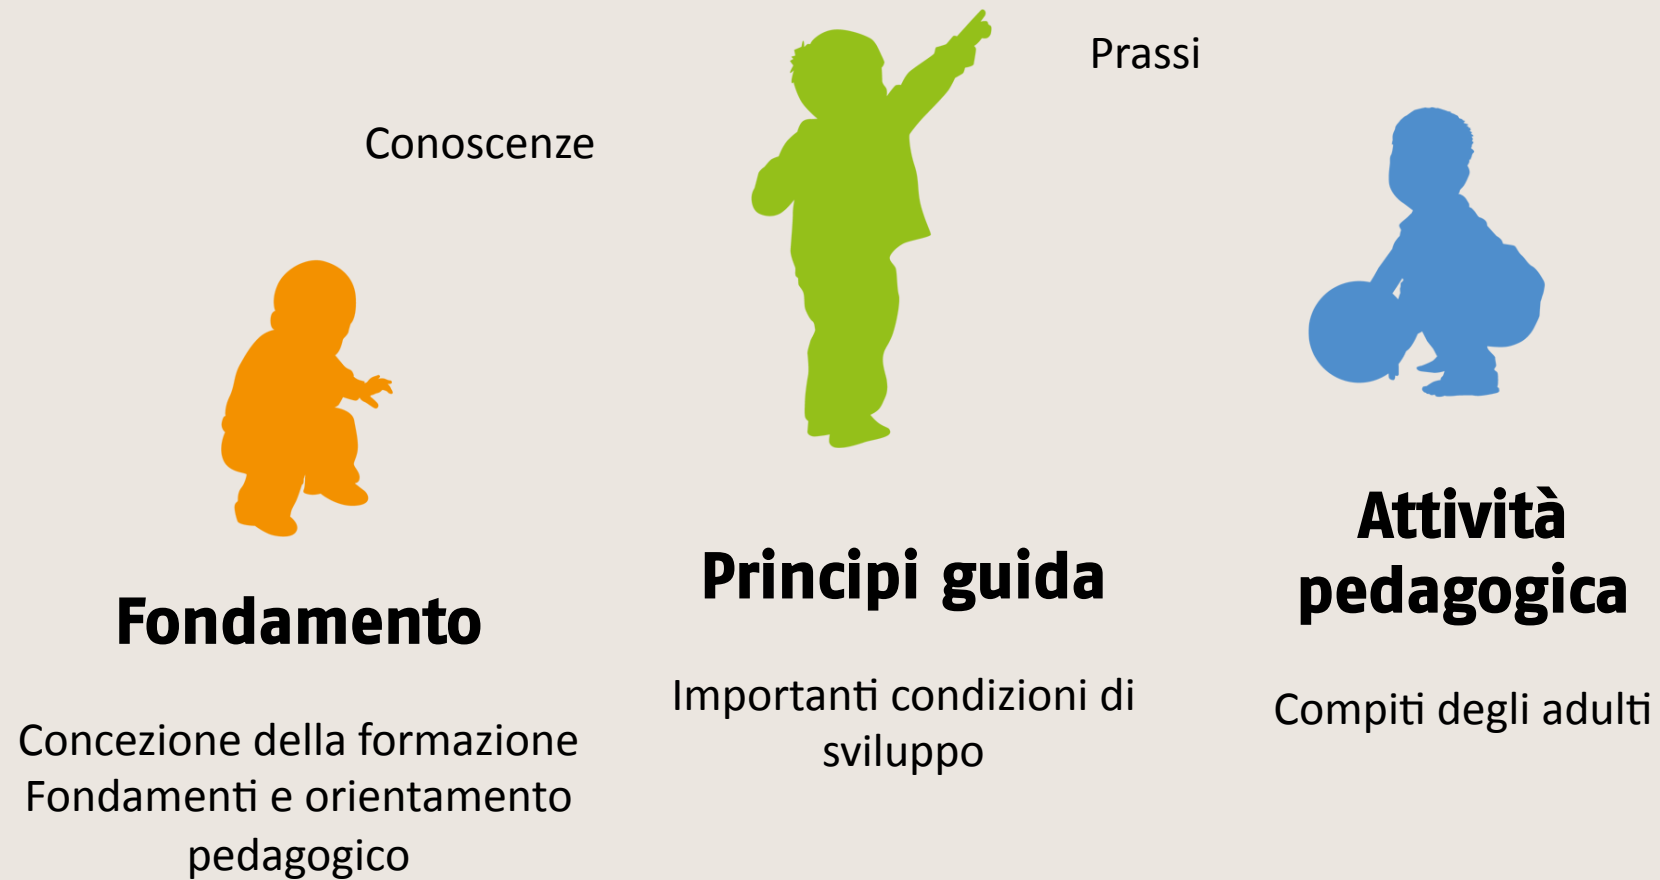 Prassi
Conoscenze
Fondamento
Concezione della formazione
Fondamenti e orientamento
pedagogico
Principi guida
Importanti condizioni di
sviluppo
Attività
pedagogica
Compiti degli adulti